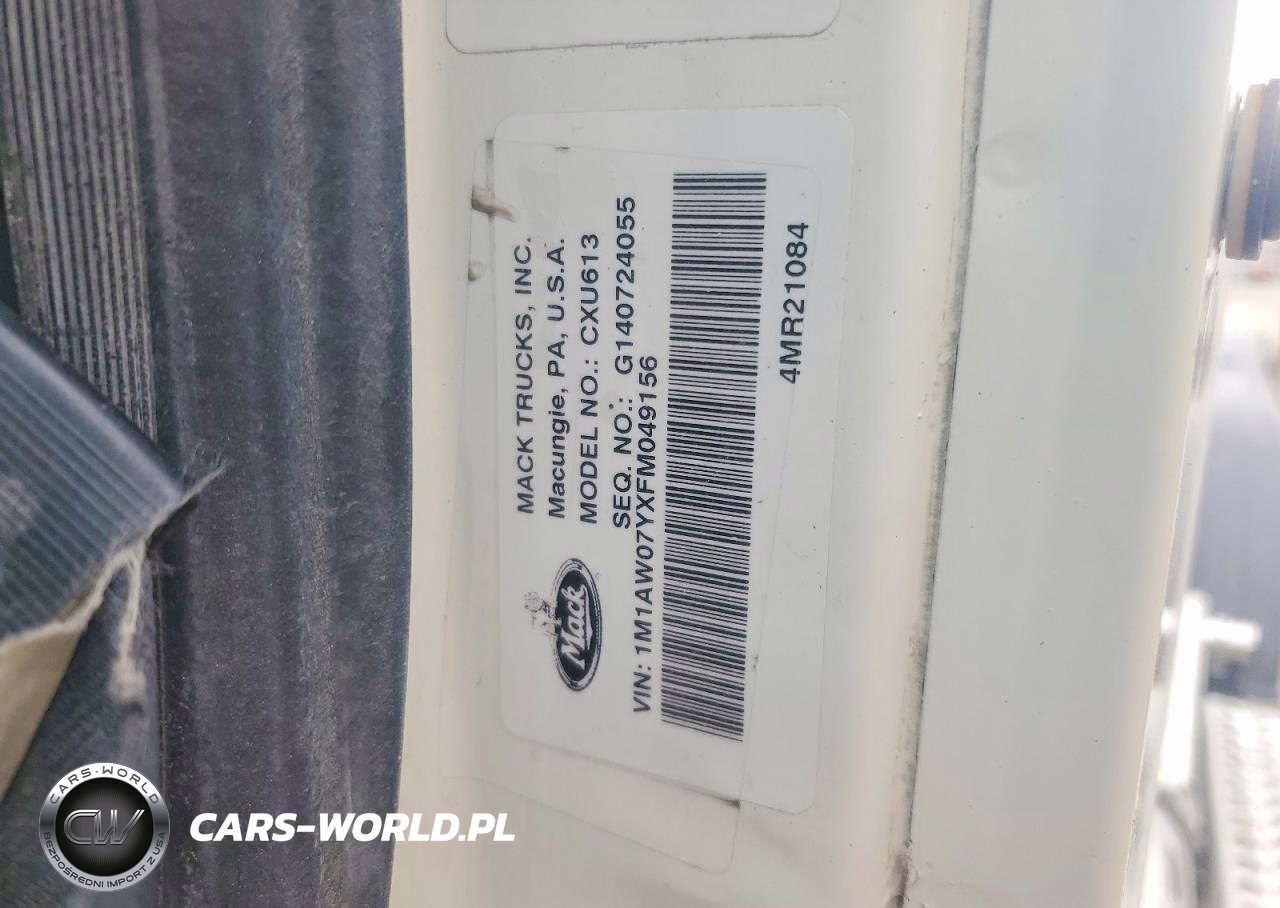 MACK TRUCKS, INC.
Macungie, PA, U.S.A.
MODEL NO.: CXU613
SEQ. NO.: G140724055
Mack
VIN: 1M1AW07YXFM049156
4MR21084
CARS-WORLD
CW
BEZPOŚREDNI IMPORT Z USA
CARS-WORLD.PL